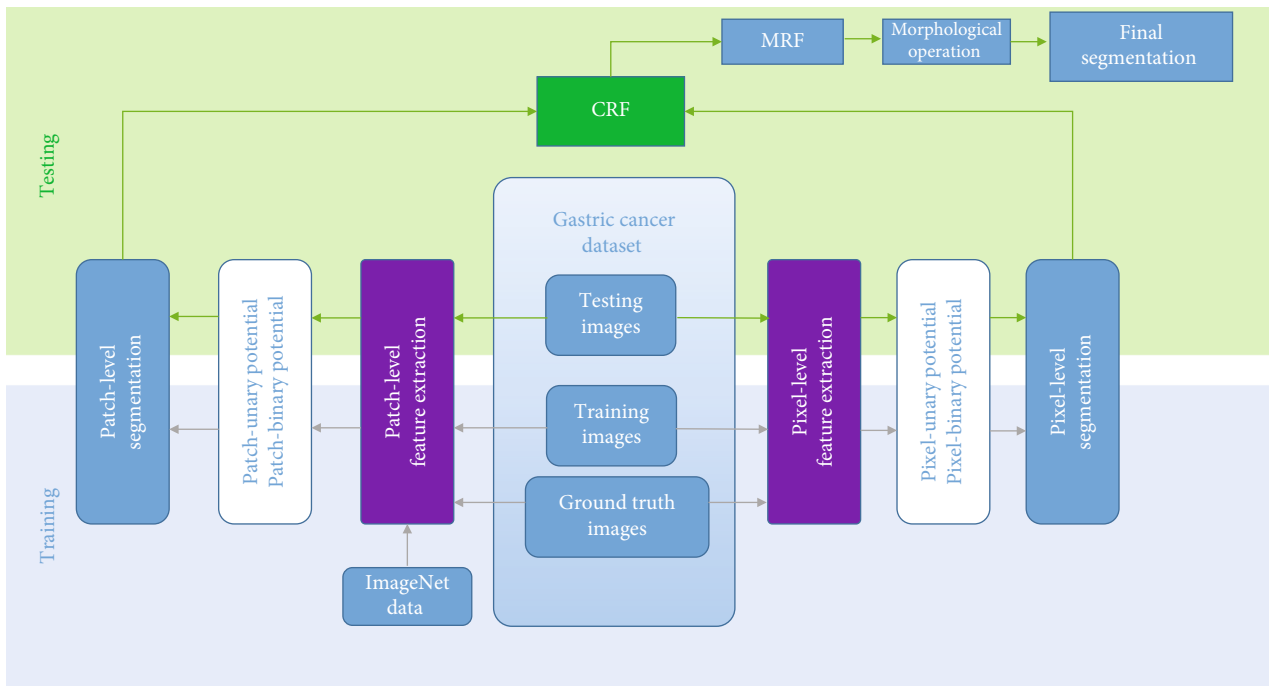 MRF
Morphological
operation
Final
segmentation
CRF
Testing
Gastric cancer
dataset
Testing
images
Training
images
Ground truth
images
Patch-level
segmentation
Patch-unary potential
Patch-binary potential
Patch-level
feature extraction
Pixel-level
feature extraction
Pixel-unary potential
Pixel-binary potential
Pixel-level
segmentation
Training
ImageNet
data